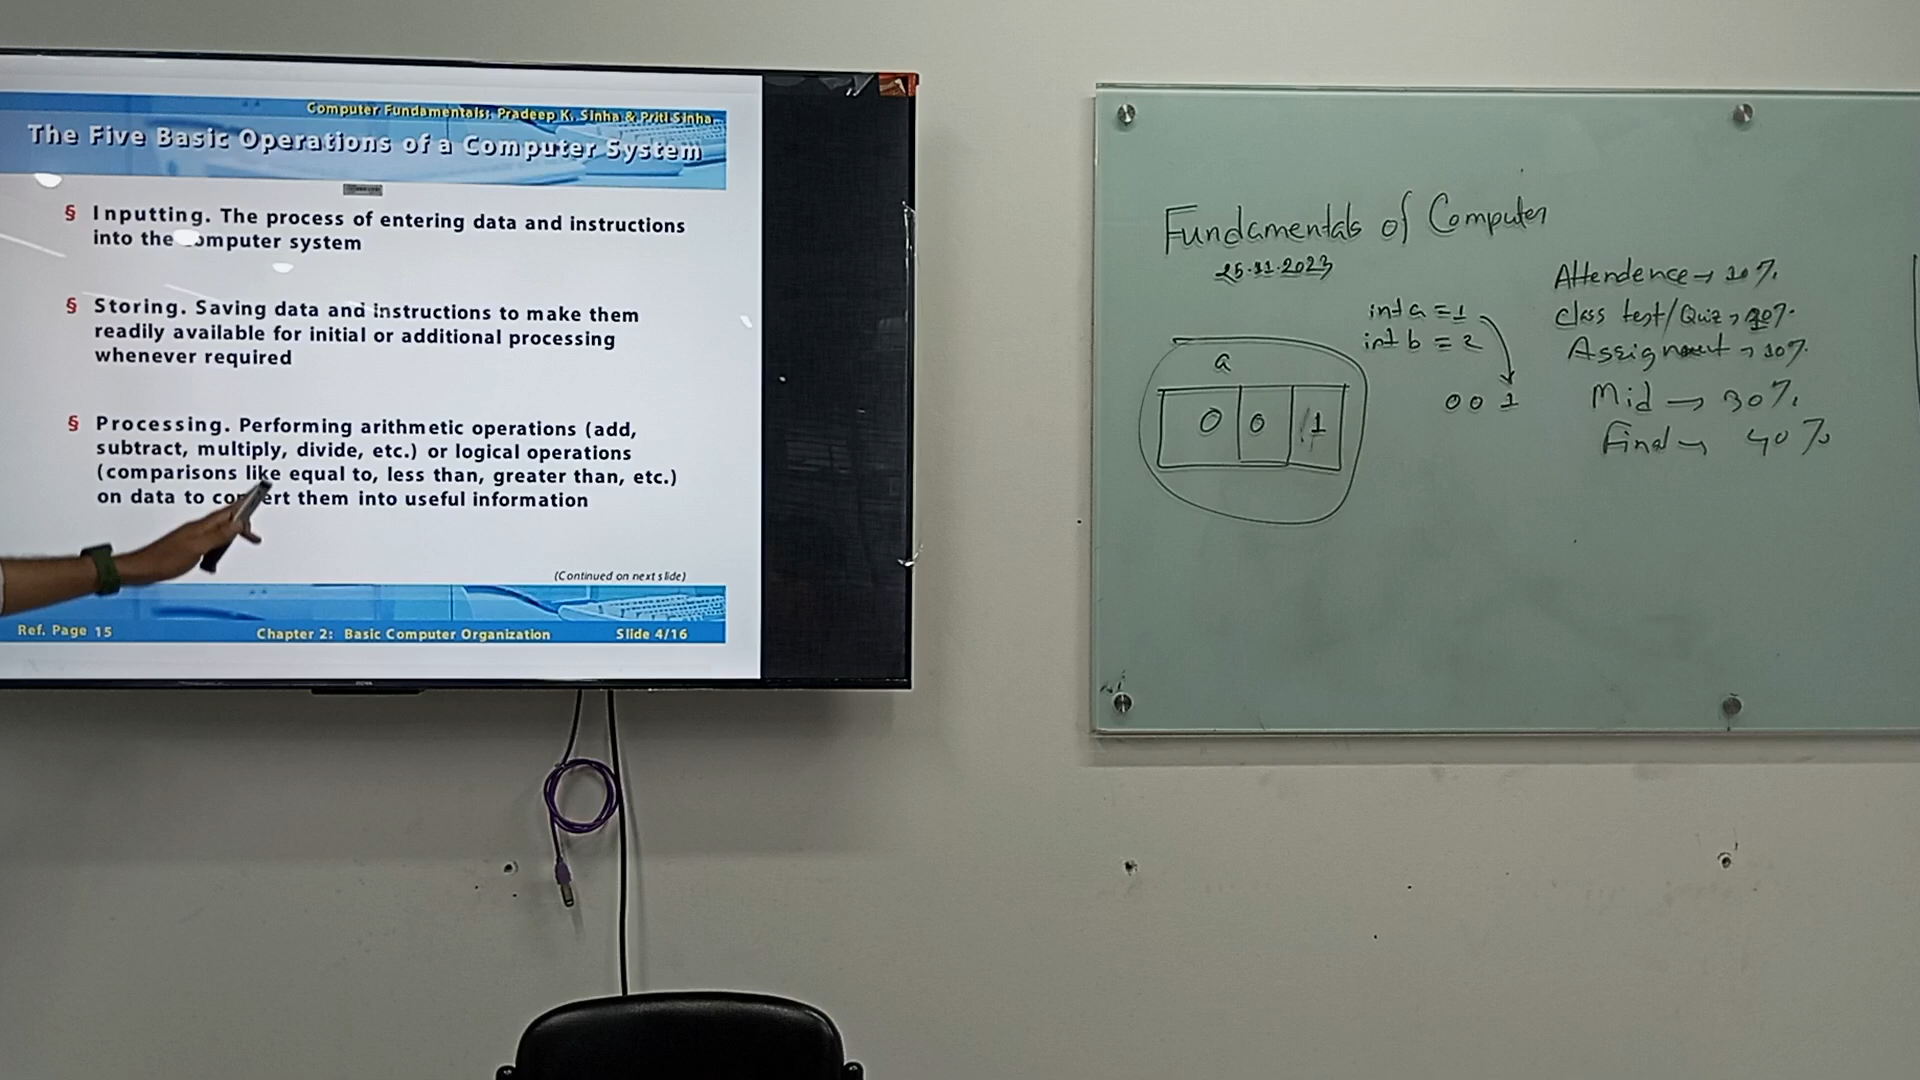 Computer Fundamentals: Pradeep K. Sinha & Priti Sinha
The Five Basic Operations of a Computer System
§ Inputting. The process of entering data and instructions
into the computer system
§ Storing. Saving data and instructions to make them
readily available for initial or additional processing
whenever required
§ Processing. Performing arithmetic operations (add,
subtract, multiply, divide, etc.) or logical operations
(comparisons like equal to, less than, greater than, etc.)
on data to convert them into useful information
(Continued on next slide)
Ref. Page 15
Chapter 2: Basic Computer Organization
Slide 4/16
Fundamentals of Computer
25.11.2023
int a = 1
int b = 2
0 0 1
a
0 0 1
Attendence → 10%
Class test/Quiz → 10%
Assignment → 10%
Mid → 30%
Final → 40%